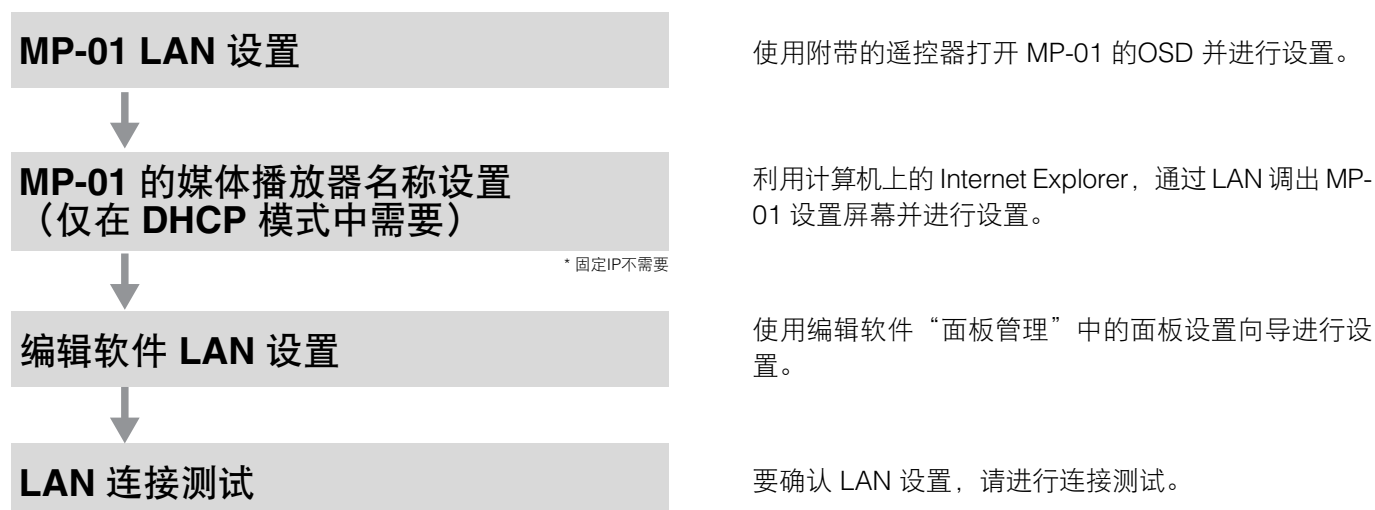 MP-01 LAN 设置
使用附带的遥控器打开 MP-01 的OSD 并进行设置。
MP-01 的媒体播放器名称设置
（仅在 DHCP 模式中需要）
利用计算机上的 Internet Explorer，通过 LAN 调出 MP-
01 设置屏幕并进行设置。
* 固定IP不需要
编辑软件 LAN 设置
使用编辑软件“面板管理”中的面板设置向导进行设
置。
LAN 连接测试
要确认 LAN 设置，请进行连接测试。